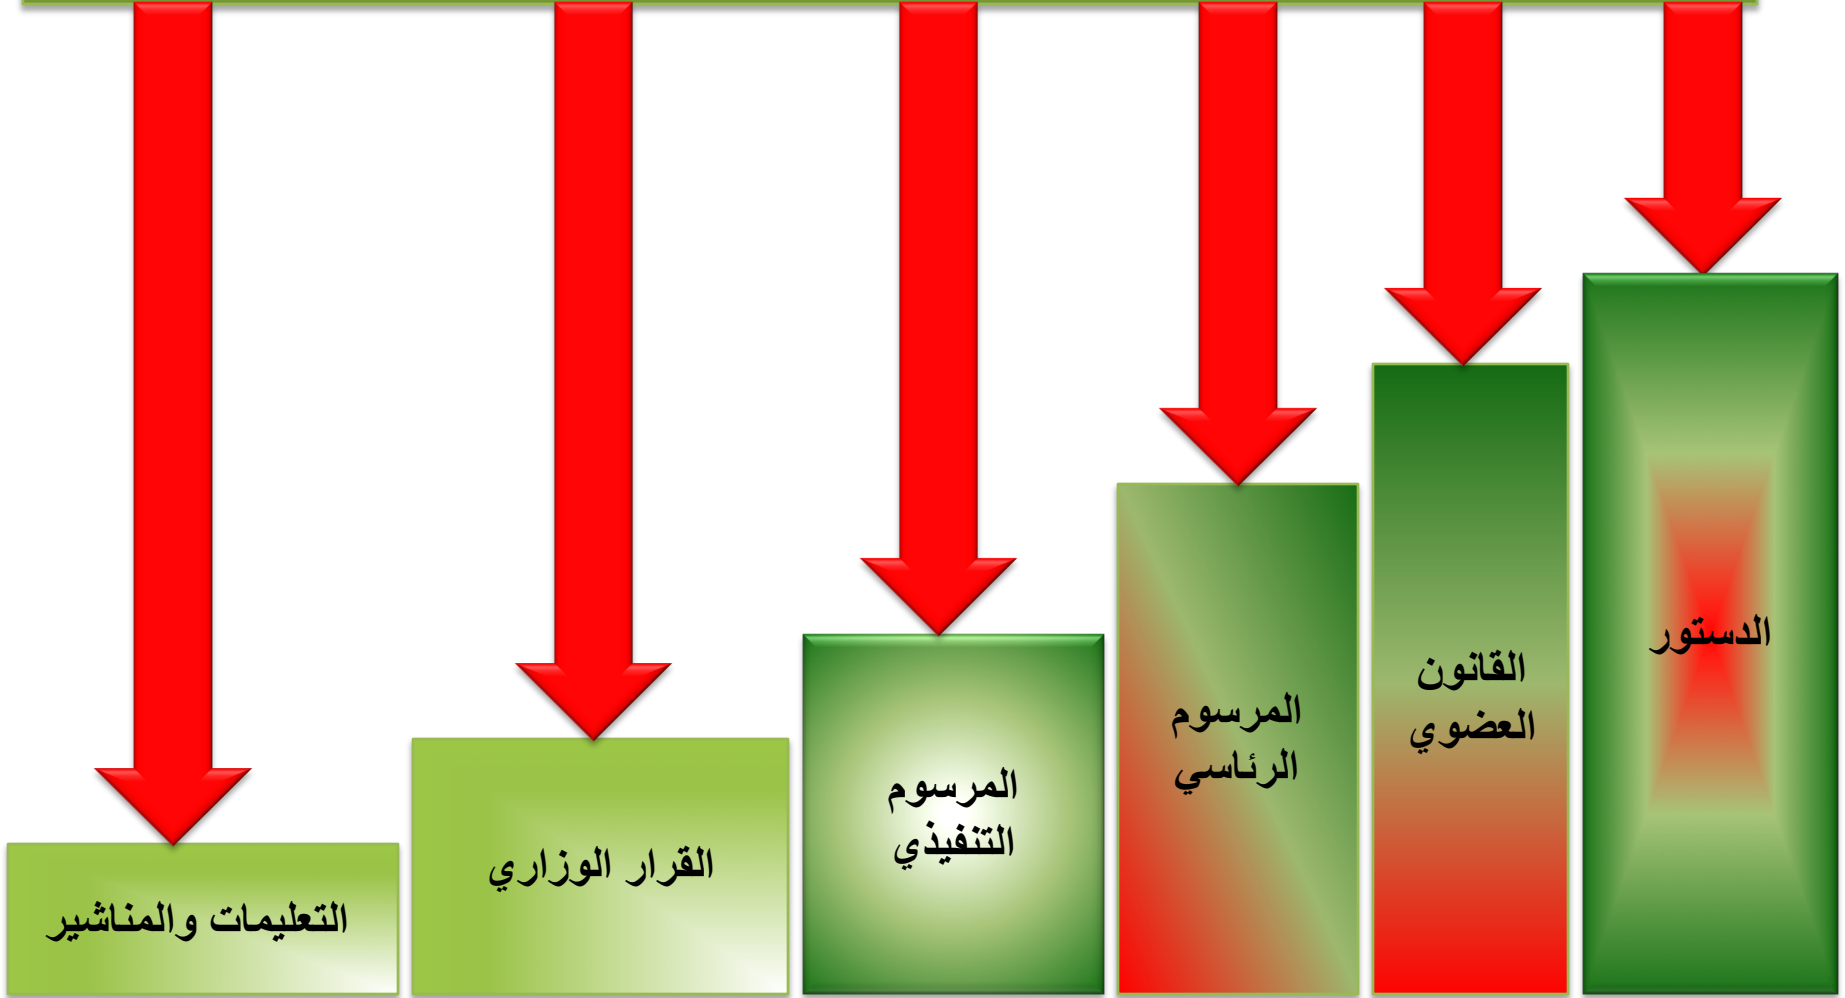 الدستور
القانون
العضوي
المرسوم
الرئاسي
المرسوم
التنفيذي
القرار الوزاري
التعليمات والمناشير